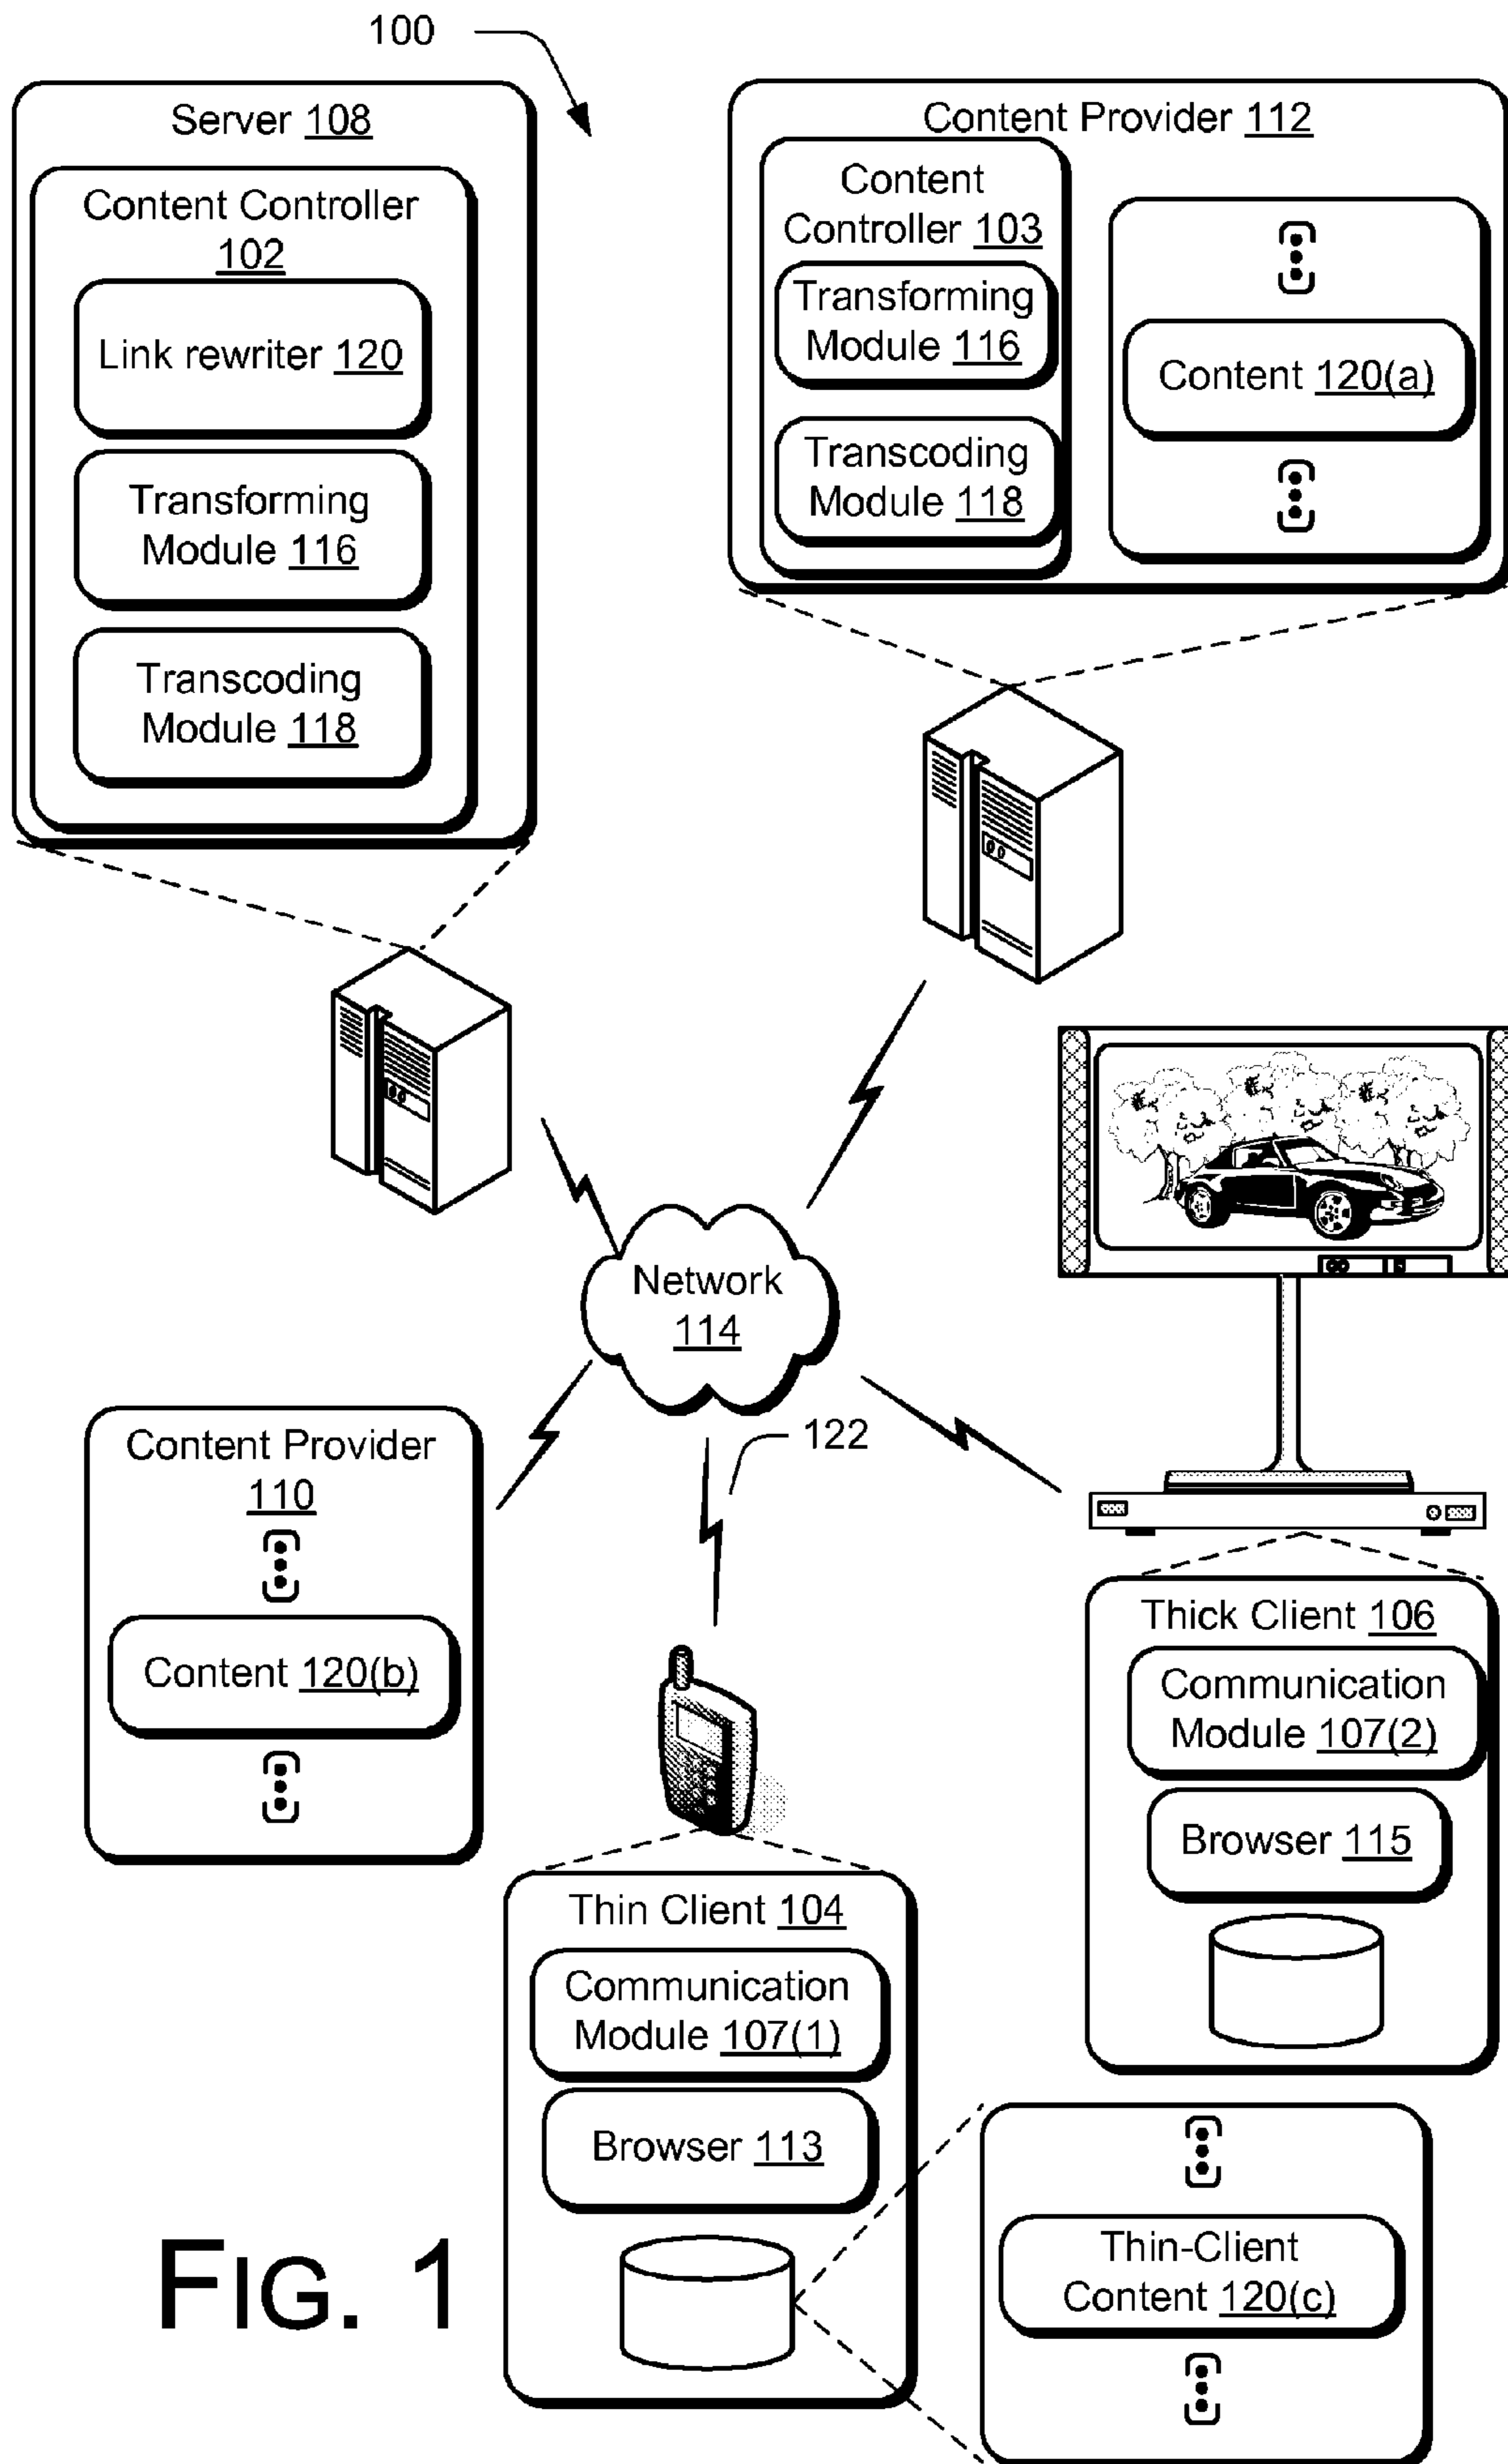 100
Server 108
Content Controller
102
Link rewriter 120
Transforming
Module 116
Transcoding
Module 118
Content Provider 112
Content
Controller 103
Transforming
Module 116
Transcoding
Module 118
Content 120(a)
Network
114
122
Content Provider
110
Content 120(b)
Thick Client 106
Communication
Module 107(2)
Browser 115
Thin Client 104
Communication
Module 107(1)
Browser 113
Thin-Client
Content 120(c)
FIG. 1